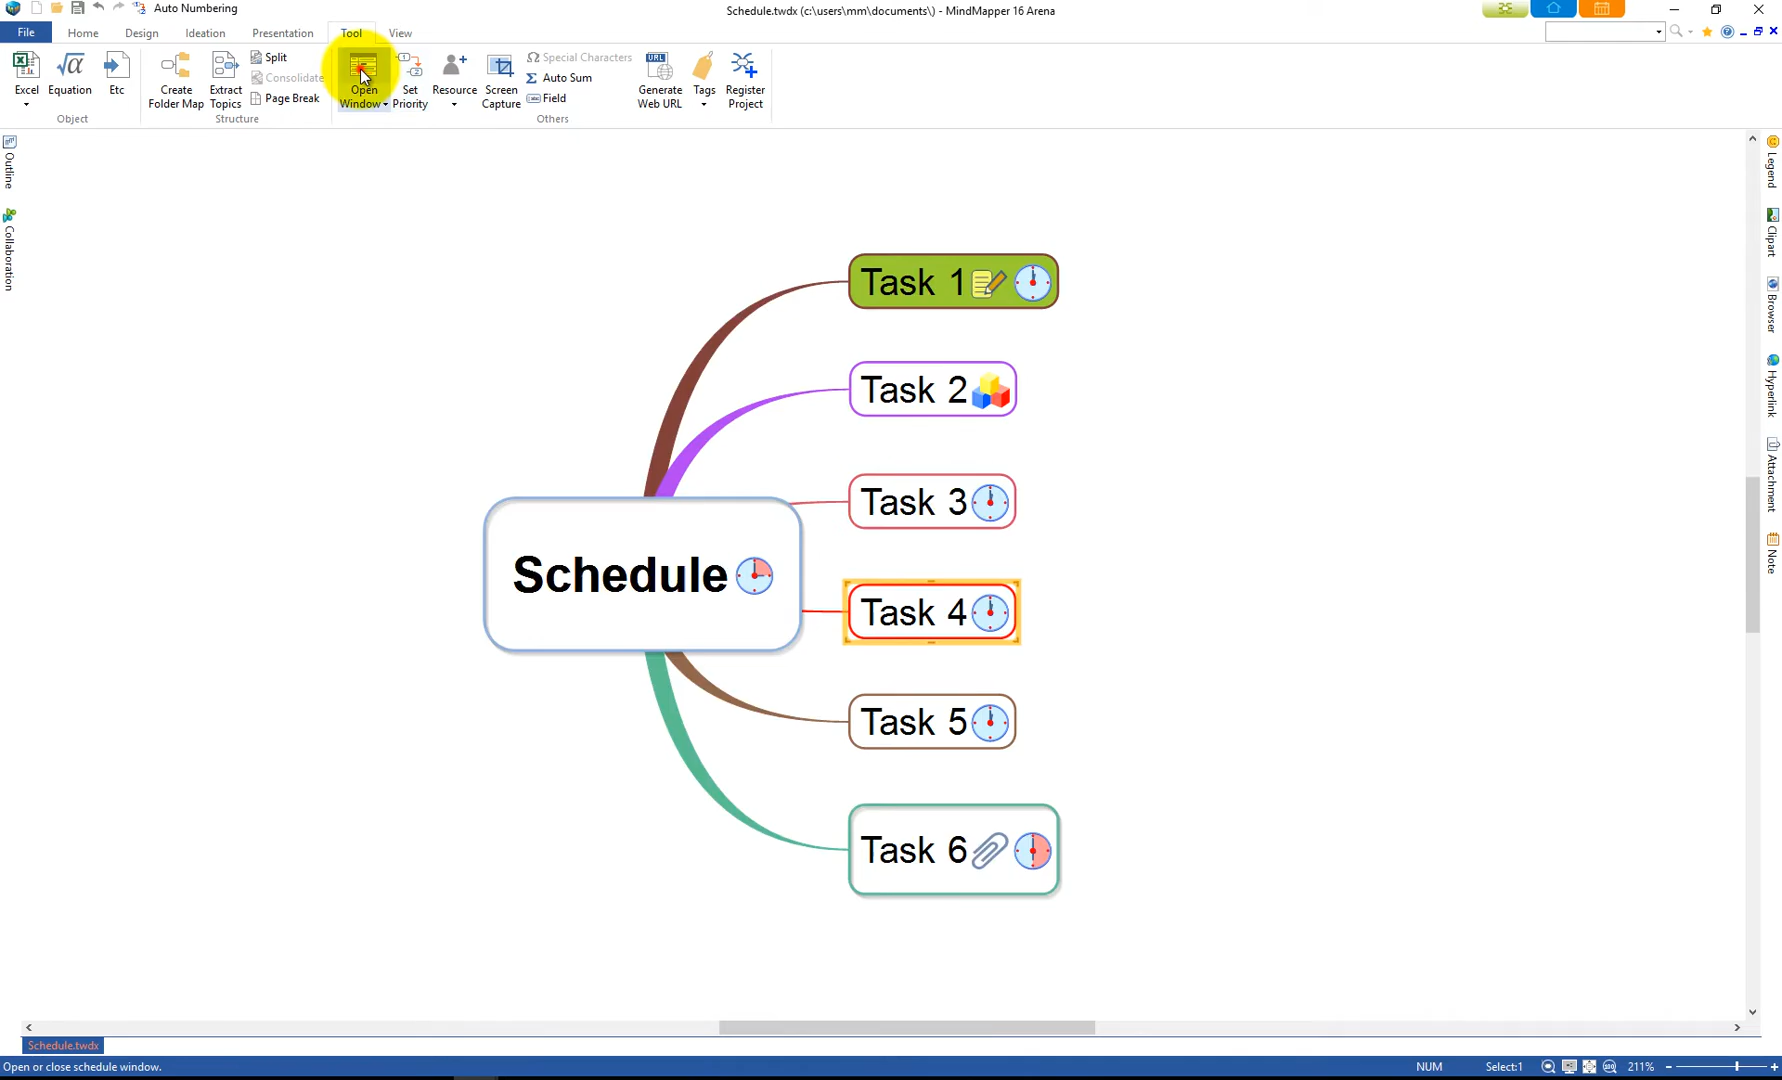 Auto Numbering
Schedule.twdx (c:\users\mm\documents\) - MindMapper 16 Arena
File Home Design Ideation Presentation Tool View
Excel
Equation
Etc
Object
Create Folder Map
Extract Topics
Split
Consolidate
Page Break
Structure
Open Window
Set Priority
Resource
Screen Capture
Special Characters
Auto Sum
Field
Others
Generate Web URL
URL
Tags
Register Project
Outline
Collaboration
Legend
Clipart
Browser
Hyperlink
Attachment
Note
Task 1
Task 2
Task 3
Schedule
Task 4
Task 5
Task 6
Schedule.twdx
Open or close schedule window.
NUM
Select:1
211%